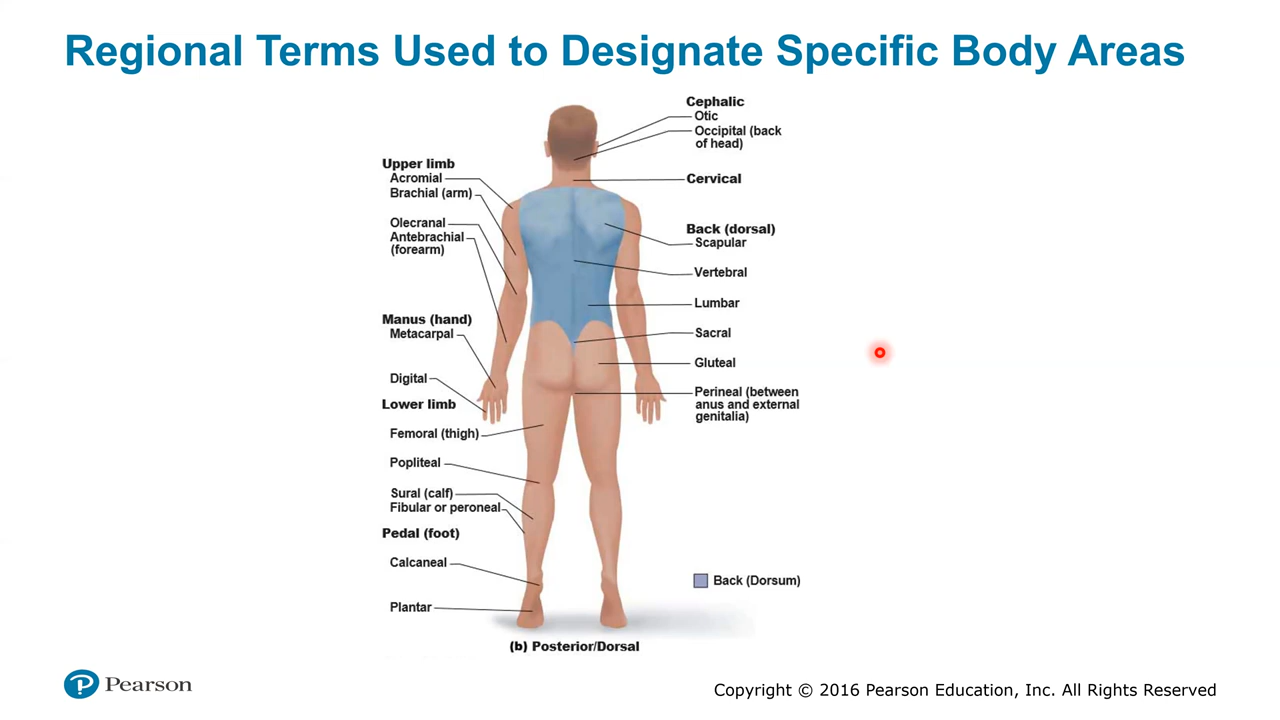 Regional Terms Used to Designate Specific Body Areas
Upper limb
Acromial
Brachial (arm)
Olecranal
Antebrachial
(forearm)
Manus (hand)
Metacarpal
Digital
Lower limb
Femoral (thigh)
Popliteal
Sural (calf)
Fibular or peroneal
Pedal (foot)
Calcaneal
Plantar
Cephalic
Otic
Occipital (back
of head)
Cervical
Back (dorsal)
Scapular
Vertebral
Lumbar
Sacral
Gluteal
Perineal (between
anus and external
genitalia)
Back (Dorsum)
(b) Posterior/Dorsal
P Pearson
Copyright © 2016 Pearson Education, Inc. All Rights Reserved